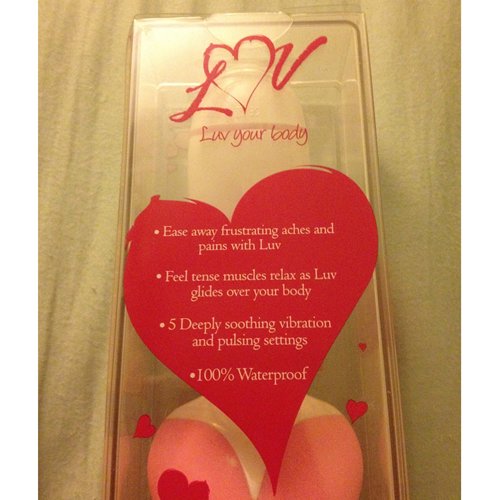 LUV
Luv your body
• Ease away frustrating aches and
pains with Luv
• Feel tense muscles relax as Luv
glides over your body
• 5 Deeply soothing vibration
and pulsing settings
•100% Waterproof